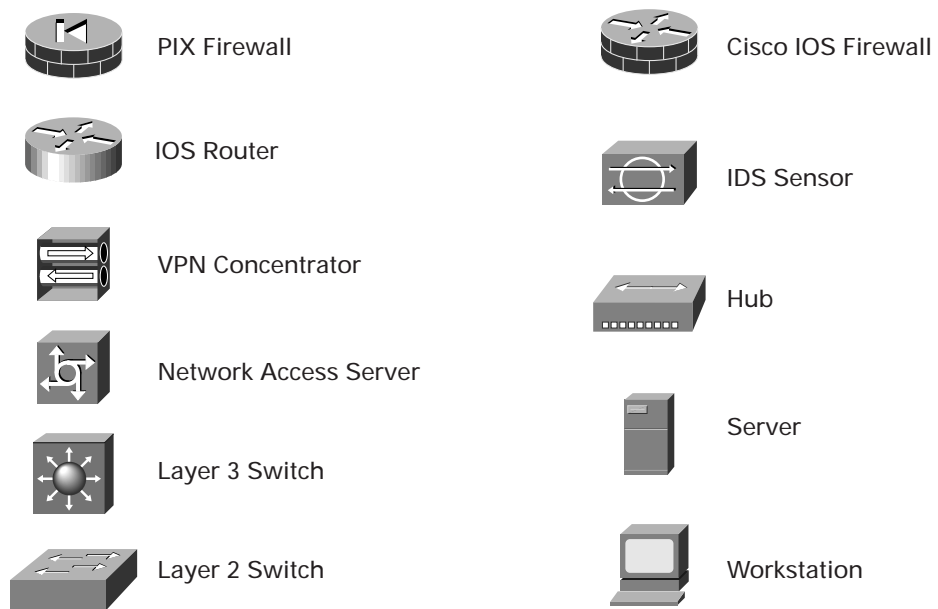 PIX Firewall
IOS Router
VPN Concentrator
Network Access Server
Layer 3 Switch
Layer 2 Switch
Cisco IOS Firewall
IDS Sensor
Hub
Server
Workstation